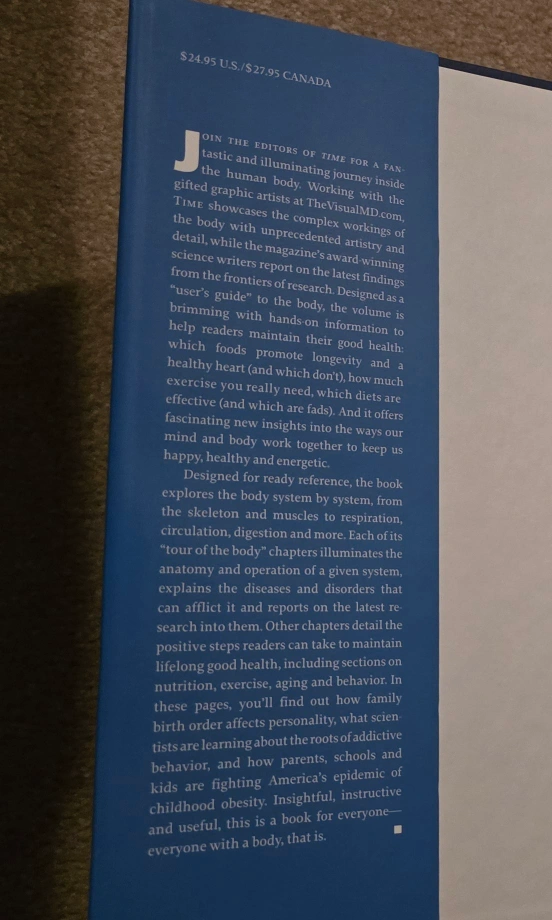 $24.95 U.S./$27.95 CANADA
JOIN THE EDITORS OF TIME FOR A FAN-
tastic and illuminating journey inside
the human body. Working with the
gifted graphic artists at TheVisualMD.com,
TIME showcases the complex workings of
the body with unprecedented artistry and
detail, while the magazine's award-winning
science writers report on the latest findings
from the frontiers of research. Designed as a
"user's guide" to the body, the volume is
brimming with hands-on information to
help readers maintain their good health:
which foods promote longevity and a
healthy heart (and which don't), how much
exercise you really need, which diets are
effective (and which are fads). And it offers
fascinating new insights into the ways our
mind and body work together to keep us
happy, healthy and energetic.
Designed for ready reference, the book
explores the body system by system, from
the skeleton and muscles to respiration,
circulation, digestion and more. Each of its
"tour of the body" chapters illuminates the
anatomy and operation of a given system,
explains the diseases and disorders that
can afflict it and reports on the latest re-
search into them. Other chapters detail the
positive steps readers can take to maintain
lifelong good health, including sections on
nutrition, exercise, aging and behavior. In
these pages, you'll find out how family
birth order affects personality, what scien-
tists are learning about the roots of addictive
behavior, and how parents, schools and
kids are fighting America's epidemic of
childhood obesity. Insightful, instructive
and useful, this is a book for everyone—
everyone with a body, that is.